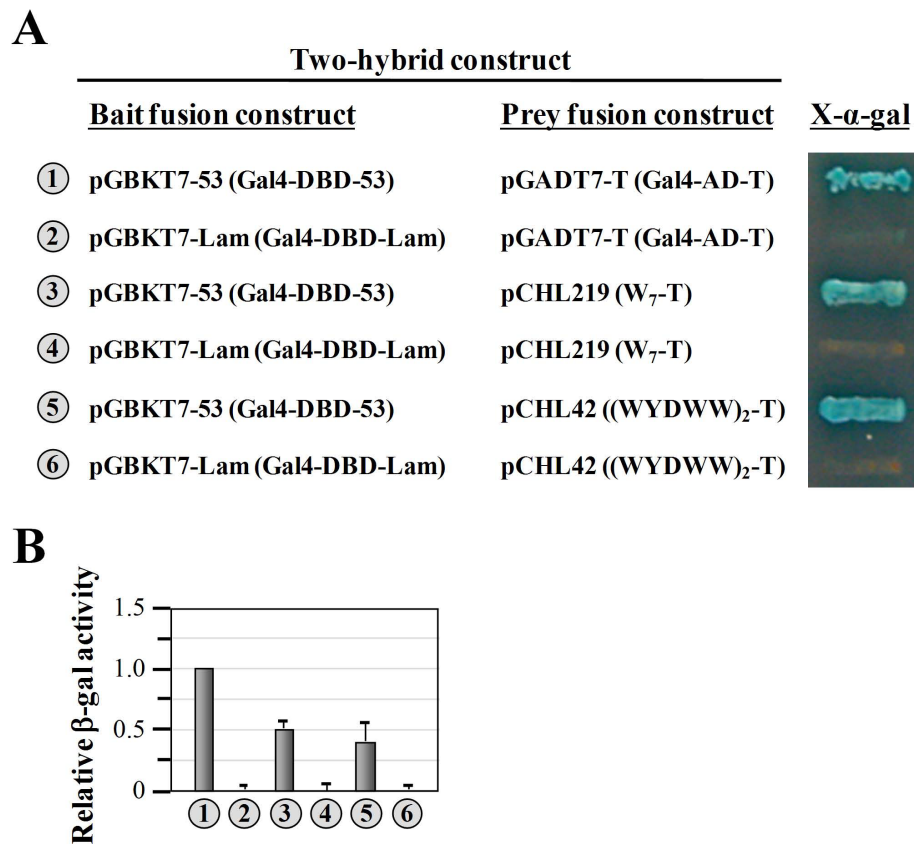 A
Two-hybrid construct
Bait fusion construct Prey fusion construct X-α-gal
1 pGBKT7-53 (Gal4-DBD-53) pGADT7-T (Gal4-AD-T)
2 pGBKT7-Lam (Gal4-DBD-Lam) pGADT7-T (Gal4-AD-T)
3 pGBKT7-53 (Gal4-DBD-53) pCHL219 (W₇-T)
4 pGBKT7-Lam (Gal4-DBD-Lam) pCHL219 (W₇-T)
5 pGBKT7-53 (Gal4-DBD-53) pCHL42 ((WYDWW)₂-T)
6 pGBKT7-Lam (Gal4-DBD-Lam) pCHL42 ((WYDWW)₂-T)
B
Relative β-gal activity
1.5
1.0
0.5
0
1 2 3 4 5 6